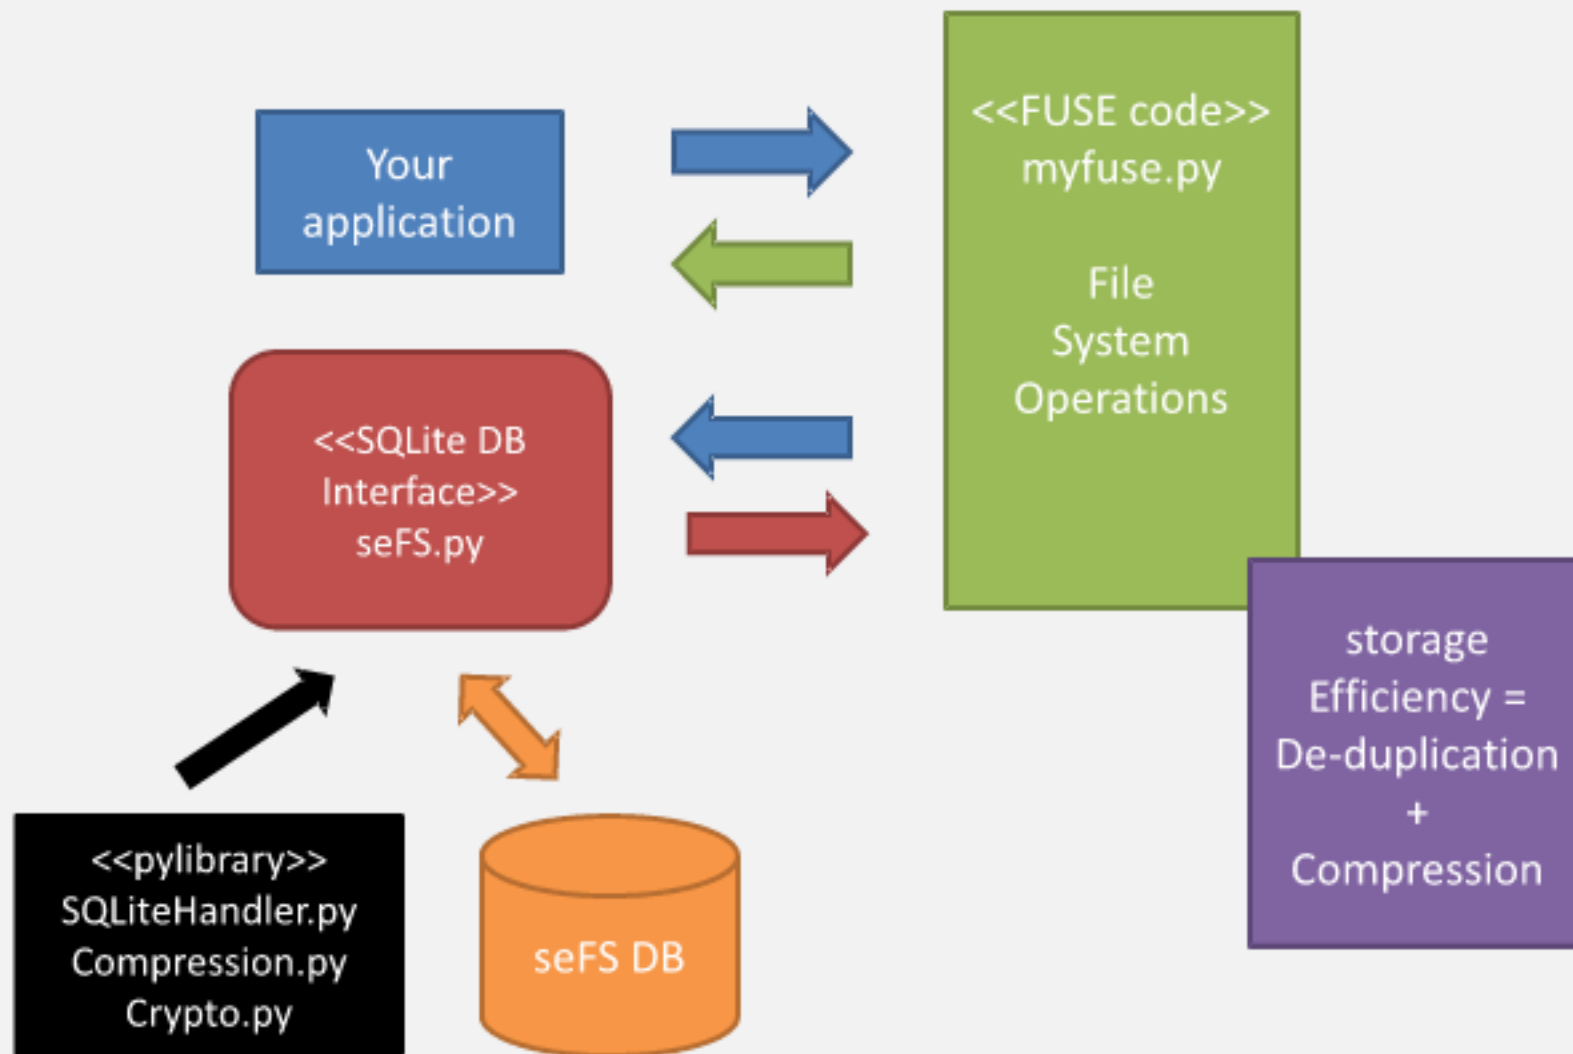 Your
application
<<FUSE code>>
myfuse.py
File
System
Operations
<<SQLite DB
Interface>>
seFS.py
storage
Efficiency =
De-duplication
+
Compression
<<pylibrary>>
SQLiteHandler.py
Compression.py
Crypto.py
seFS DB